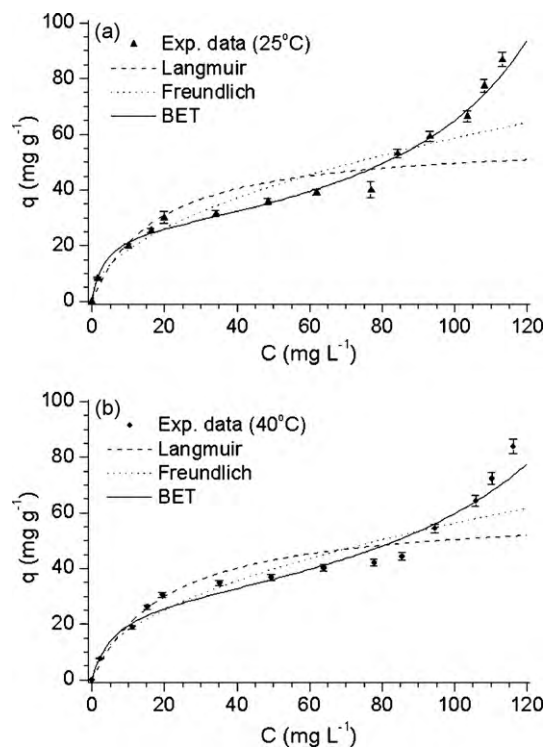 (a)
Exp. data (25°C)
Langmuir
Freundlich
BET
q (mg g⁻¹)
100
80
60
40
20
0
0 20 40 60 80 100 120
C (mg L⁻¹)
(b)
Exp. data (40°C)
Langmuir
Freundlich
BET
q (mg g⁻¹)
100
80
60
40
20
0
0 20 40 60 80 100 120
C (mg L⁻¹)